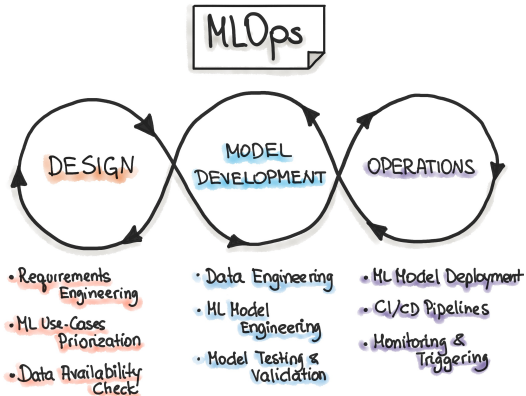 MLOps
DESIGN
MODEL
DEVELOPMENT
OPERATIONS
• Requirements
Engineering
• ML Use-Cases
Priorization
• Data Availability
Check
• Data Engineering
• ML Model
Engineering
• Model Testing &
Validation
• ML Model Deployment
• CI/CD Pipelines
• Monitoring &
Triggering